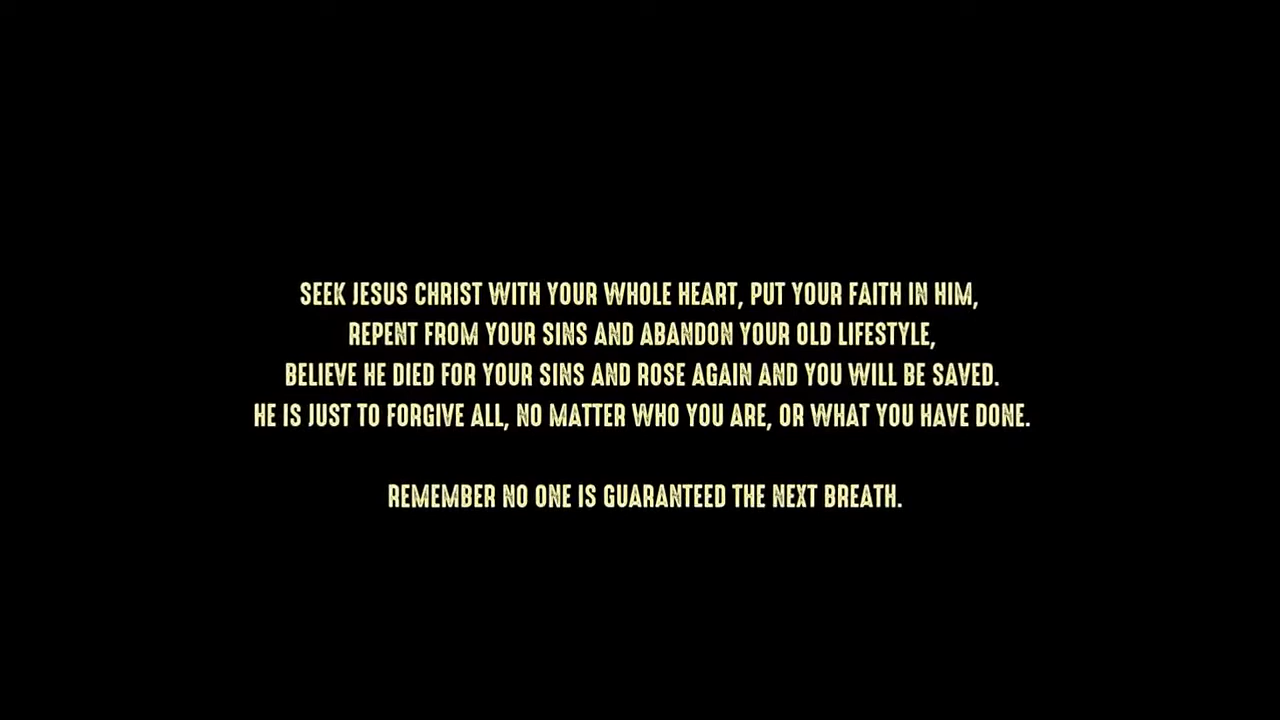 SEEK JESUS CHRIST WITH YOUR WHOLE HEART, PUT YOUR FAITH IN HIM,
REPENT FROM YOUR SINS AND ABANDON YOUR OLD LIFESTYLE,
BELIEVE HE DIED FOR YOUR SINS AND ROSE AGAIN AND YOU WILL BE SAVED.
HE IS JUST TO FORGIVE ALL, NO MATTER WHO YOU ARE, OR WHAT YOU HAVE DONE.
REMEMBER NO ONE IS GUARANTEED THE NEXT BREATH.